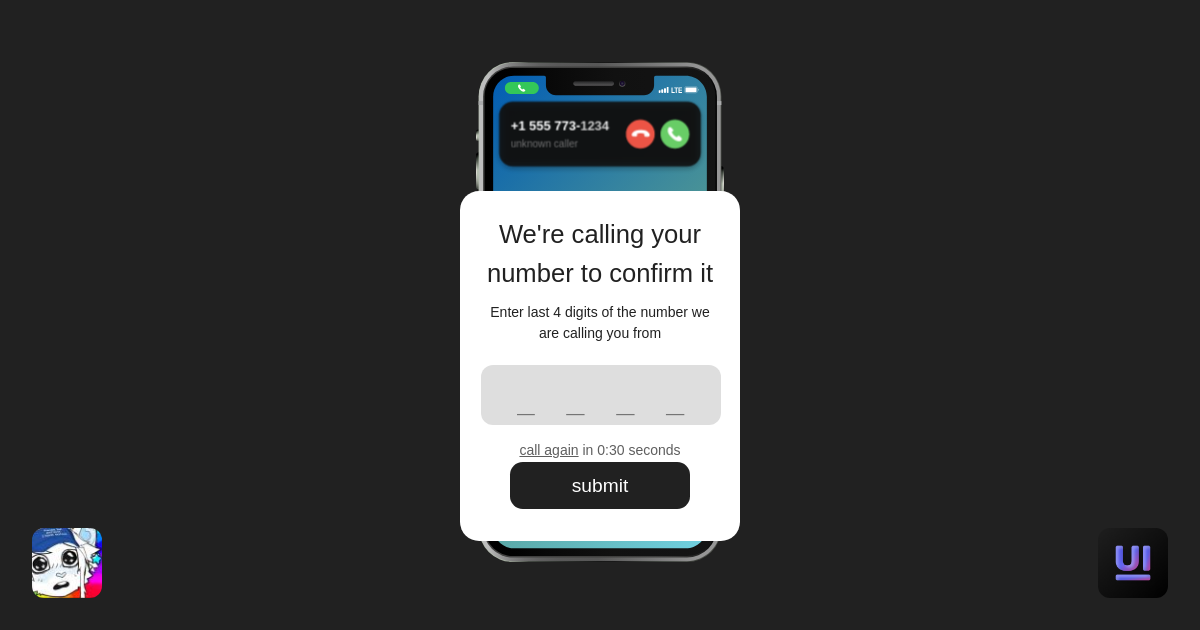 LTE
+1 555 773-1234
unknown caller
We're calling your
number to confirm it
Enter last 4 digits of the number we
are calling you from
call again in 0:30 seconds
submit
UI